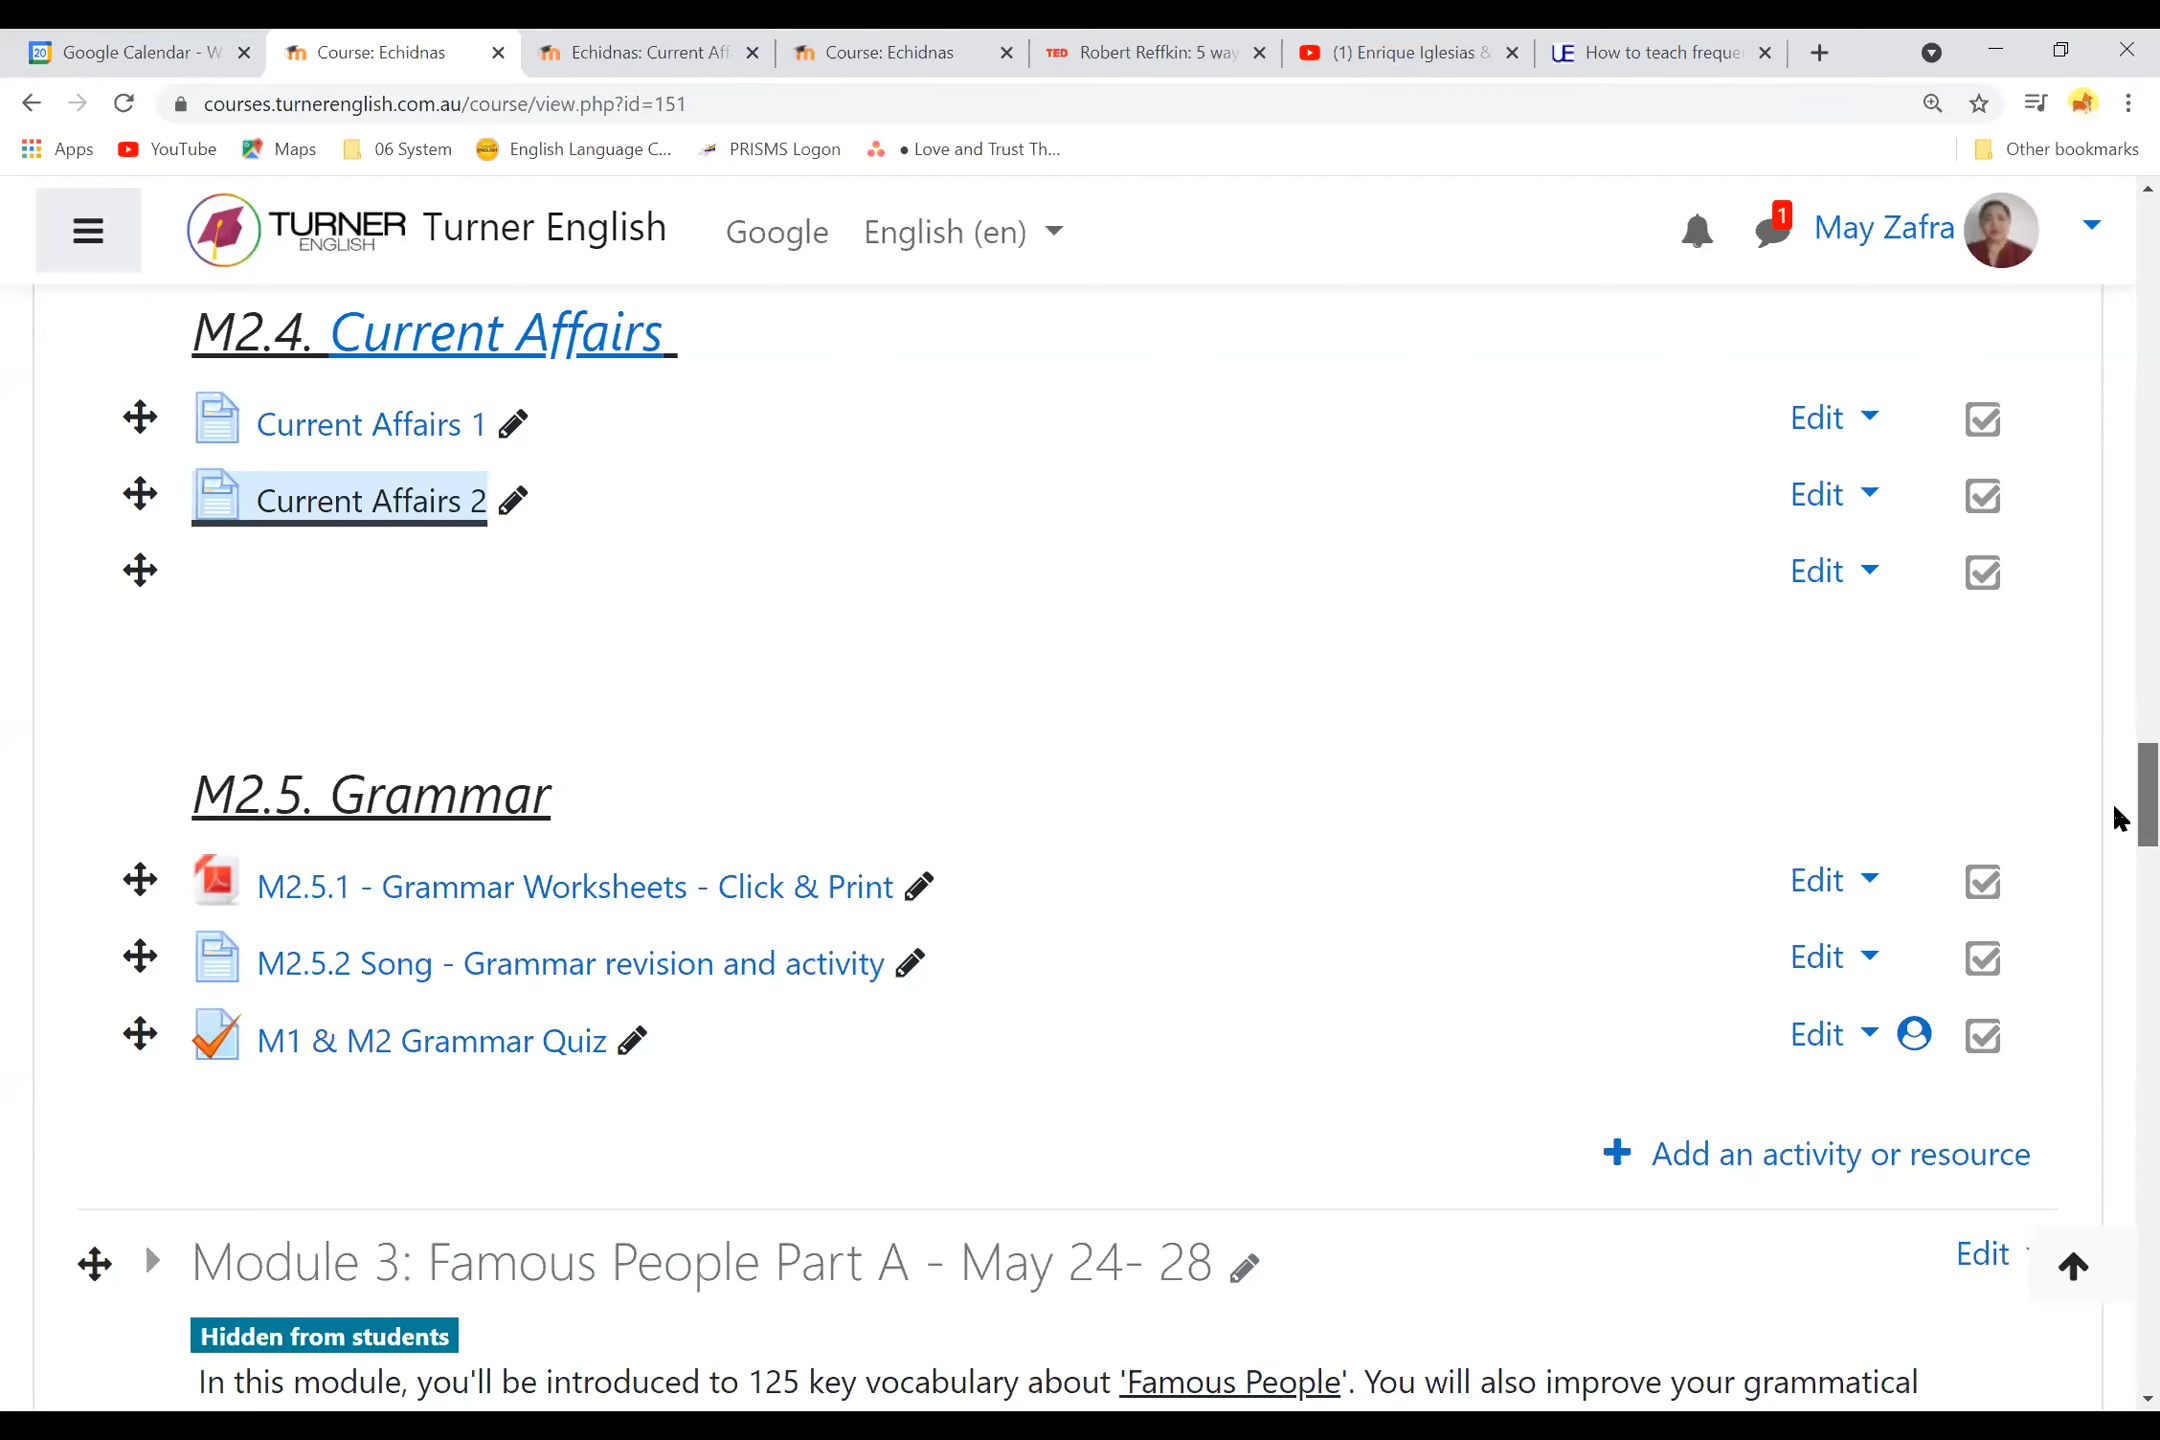 20 Google Calendar - W
Course: Echidnas
Echidnas: Current Aff
Course: Echidnas
TED Robert Reffkin: 5 way
(1) Enrique Iglesias &
UE How to teach freque
courses.turnerenglish.com.au/course/view.php?id=151
Apps
YouTube
Maps
06 System
English Language C...
PRISMS Logon
• Love and Trust Th...
Other bookmarks
TURNER
ENGLISH
Turner English
Google
English (en)
1
May Zafra
M2.4. Current Affairs
Current Affairs 1
Edit
Current Affairs 2
Edit
Edit
M2.5. Grammar
M2.5.1 - Grammar Worksheets - Click & Print
Edit
M2.5.2 Song - Grammar revision and activity
Edit
M1 & M2 Grammar Quiz
Edit
+ Add an activity or resource
Module 3: Famous People Part A - May 24- 28
Edit
Hidden from students
In this module, you'll be introduced to 125 key vocabulary about 'Famous People'. You will also improve your grammatical